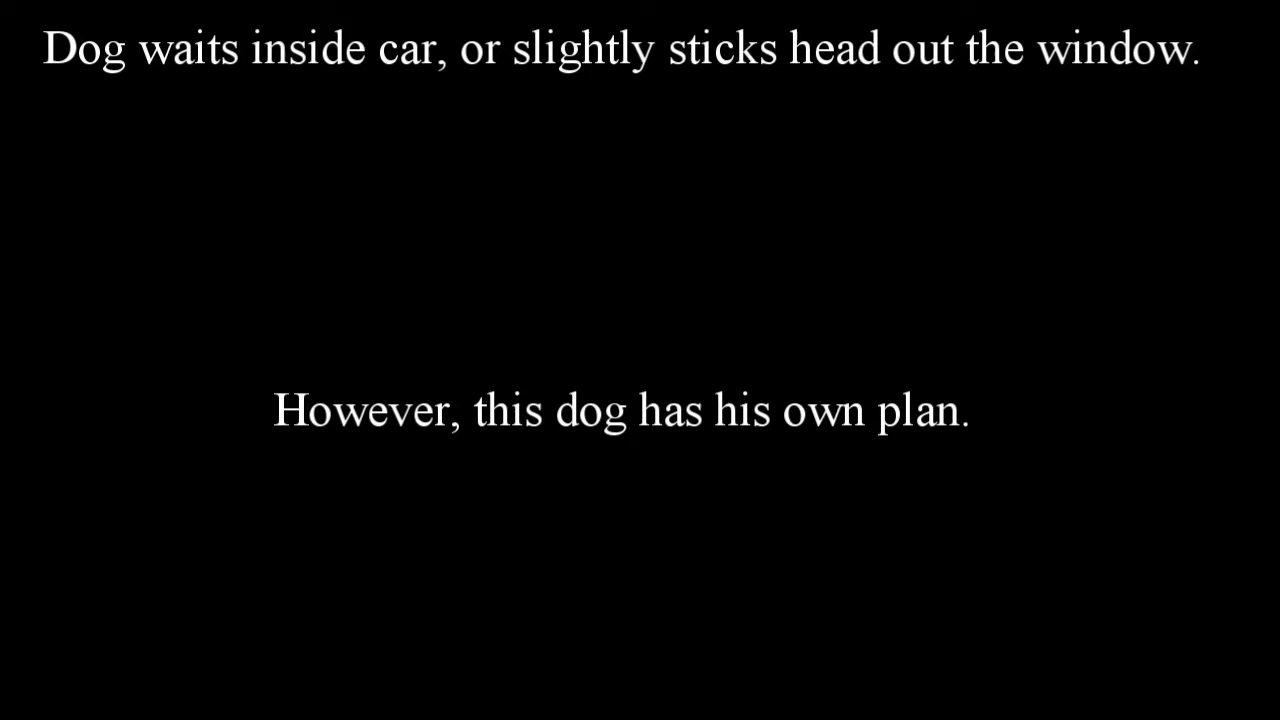 Dog waits inside car, or slightly sticks head out the window.
However, this dog has his own plan.